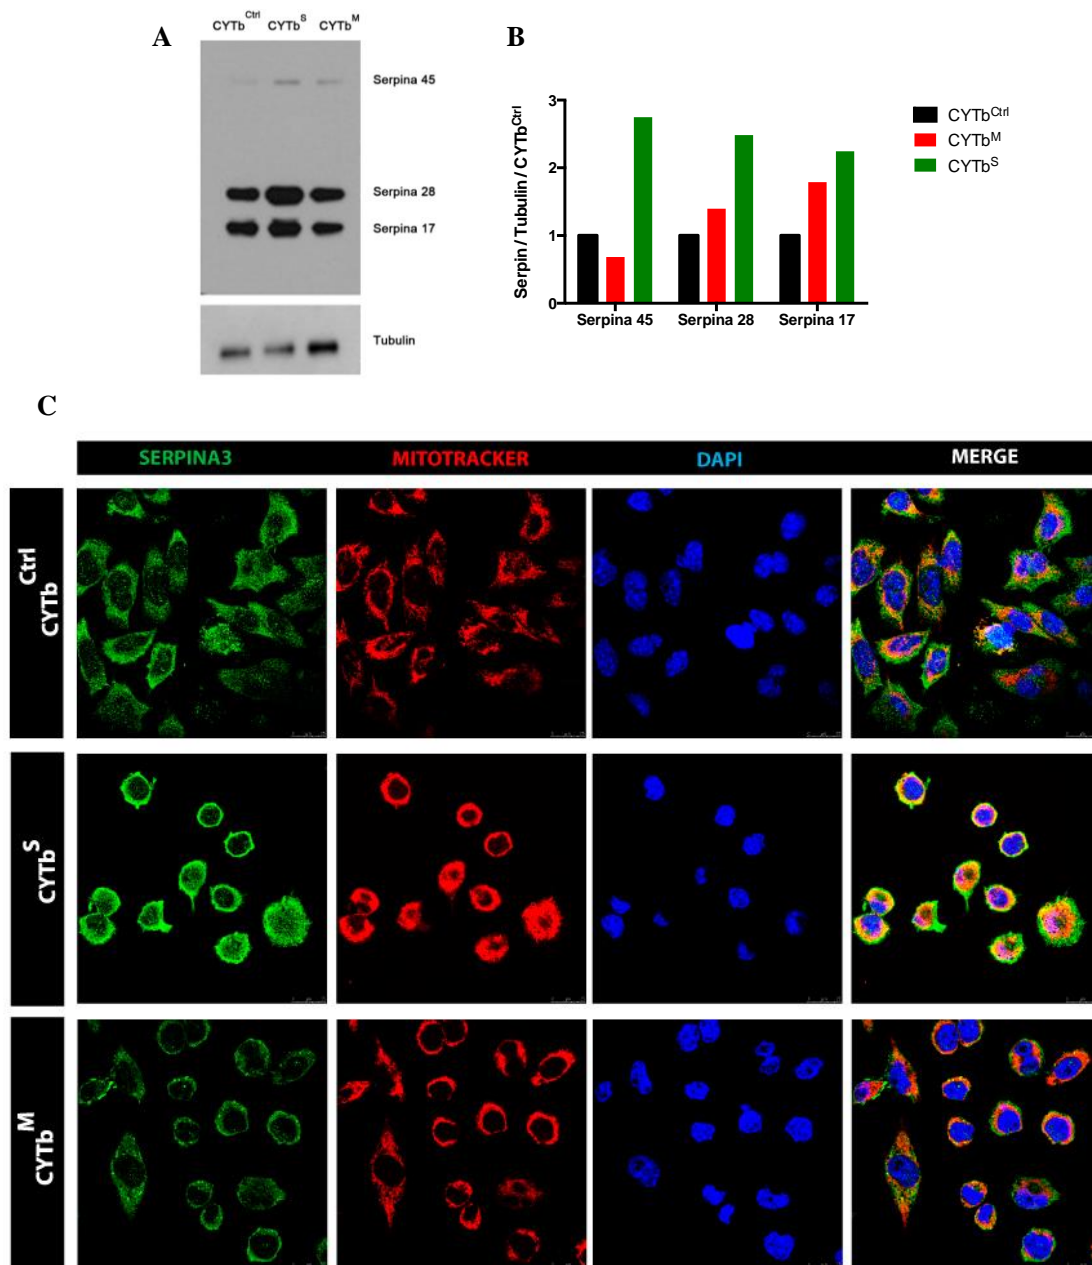 A
CYTb^Ctrl CYTb^S CYTb^M
Serpina 45
Serpina 28
Serpina 17
Tubulin
B
Serpin / Tubulin / CYTb^Ctrl
3
2
1
0
Serpina 45 Serpina 28 Serpina 17
CYTb^Ctrl
CYTb^M
CYTb^S
C
SERPINA3 MITOTRACKER DAPI MERGE
CYTb^Ctrl
CYTb^S
CYTb^M